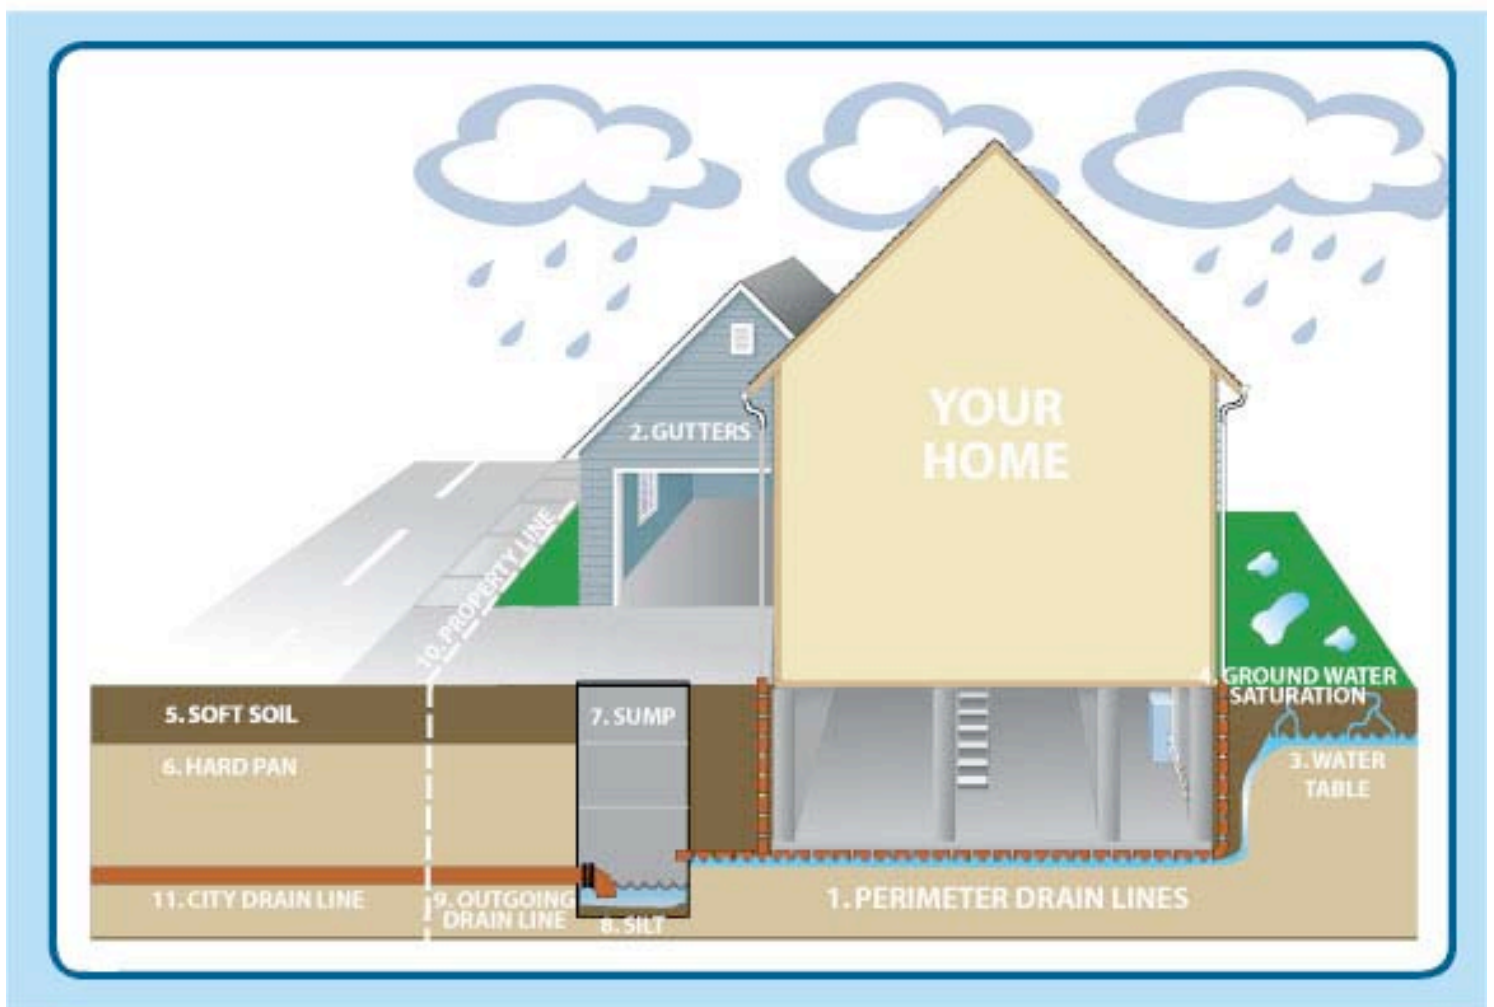 YOUR
HOME
2. GUTTERS
10. PROPERTY LINE
4. GROUND WATER
SATURATION
5. SOFT SOIL
7. SUMP
6. HARD PAN
3. WATER
TABLE
11. CITY DRAIN LINE
9. OUTGOING
DRAIN LINE
8. SILT
1. PERIMETER DRAIN LINES